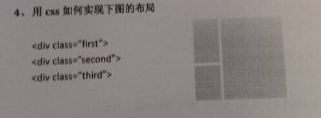 4、用 css 如何实现下图的布局
<div class="first">
<div class="second">
<div class="third">